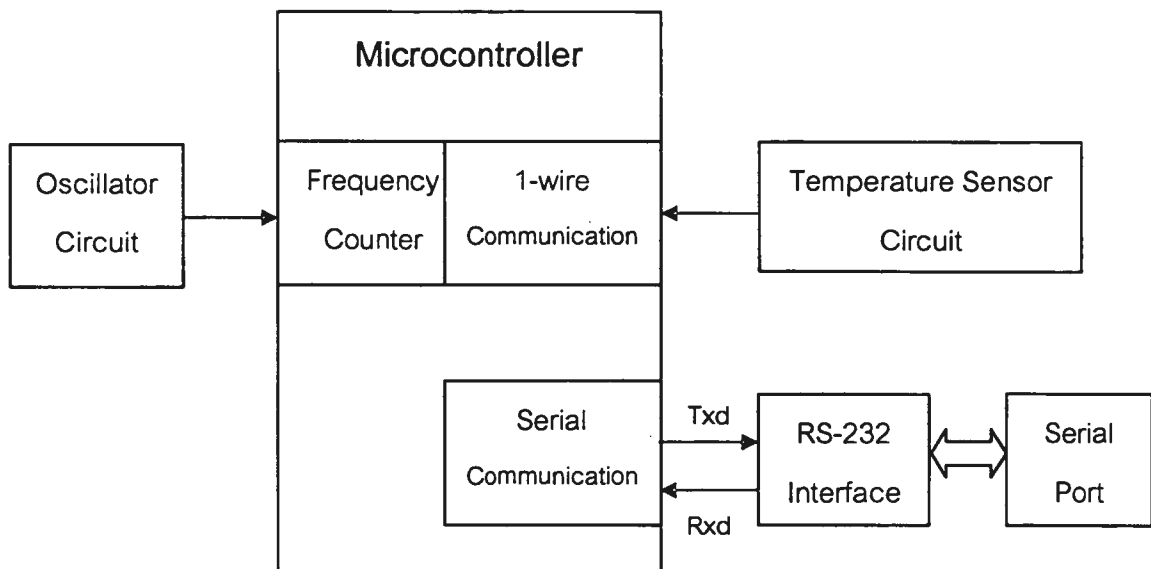 Microcontroller
Oscillator
Circuit
Frequency
Counter
1-wire
Communication
Temperature Sensor
Circuit
Serial
Communication
Txd
Rxd
RS-232
Interface
Serial
Port